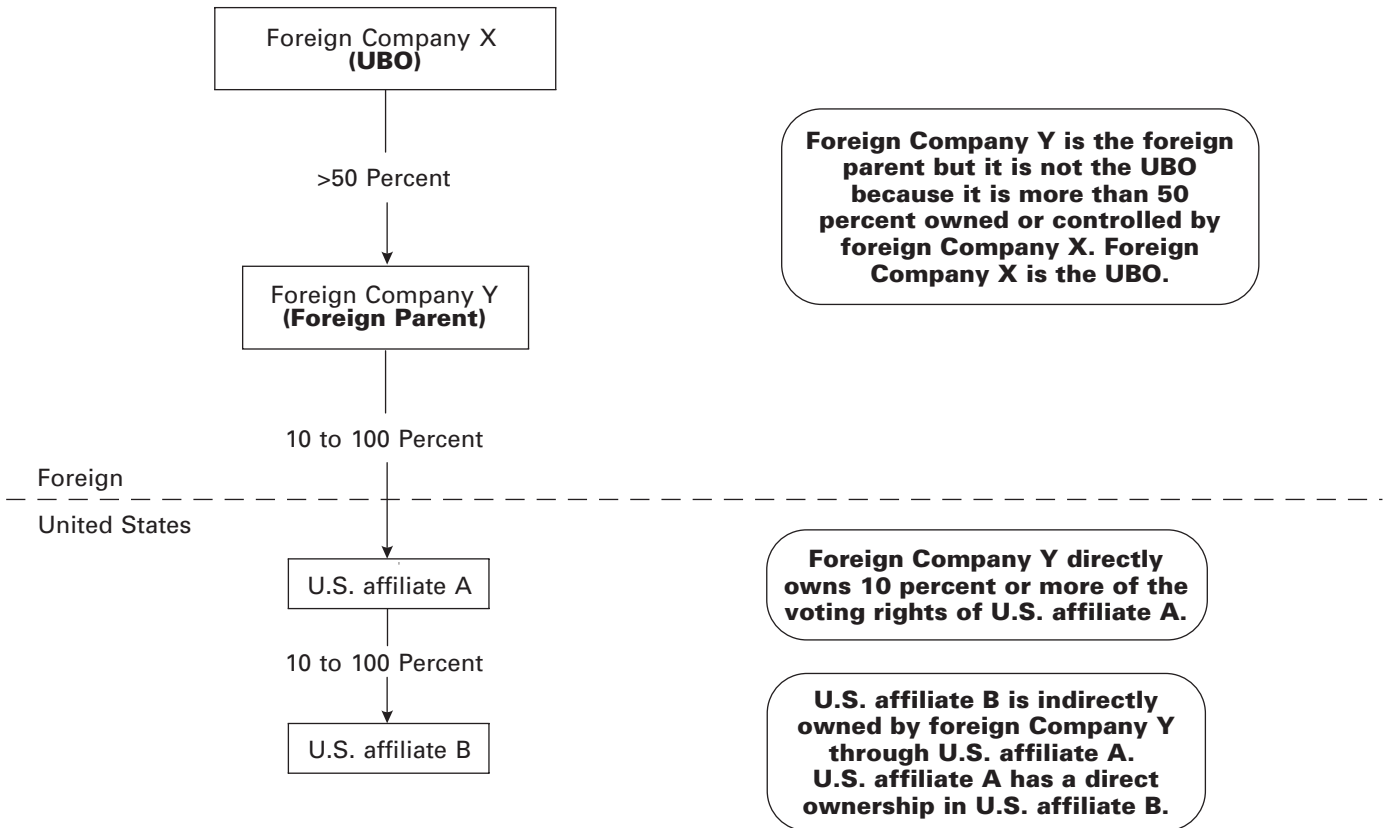 Foreign Company X
(UBO)
Foreign Company Y is the foreign
parent but it is not the UBO
because it is more than 50
percent owned or controlled by
foreign Company X. Foreign
Company X is the UBO.
>50 Percent
Foreign Company Y
(Foreign Parent)
10 to 100 Percent
Foreign
United States
U.S. affiliate A
Foreign Company Y directly
owns 10 percent or more of the
voting rights of U.S. affiliate A.
10 to 100 Percent
U.S. affiliate B
U.S. affiliate B is indirectly
owned by foreign Company Y
through U.S. affiliate A.
U.S. affiliate A has a direct
ownership in U.S. affiliate B.